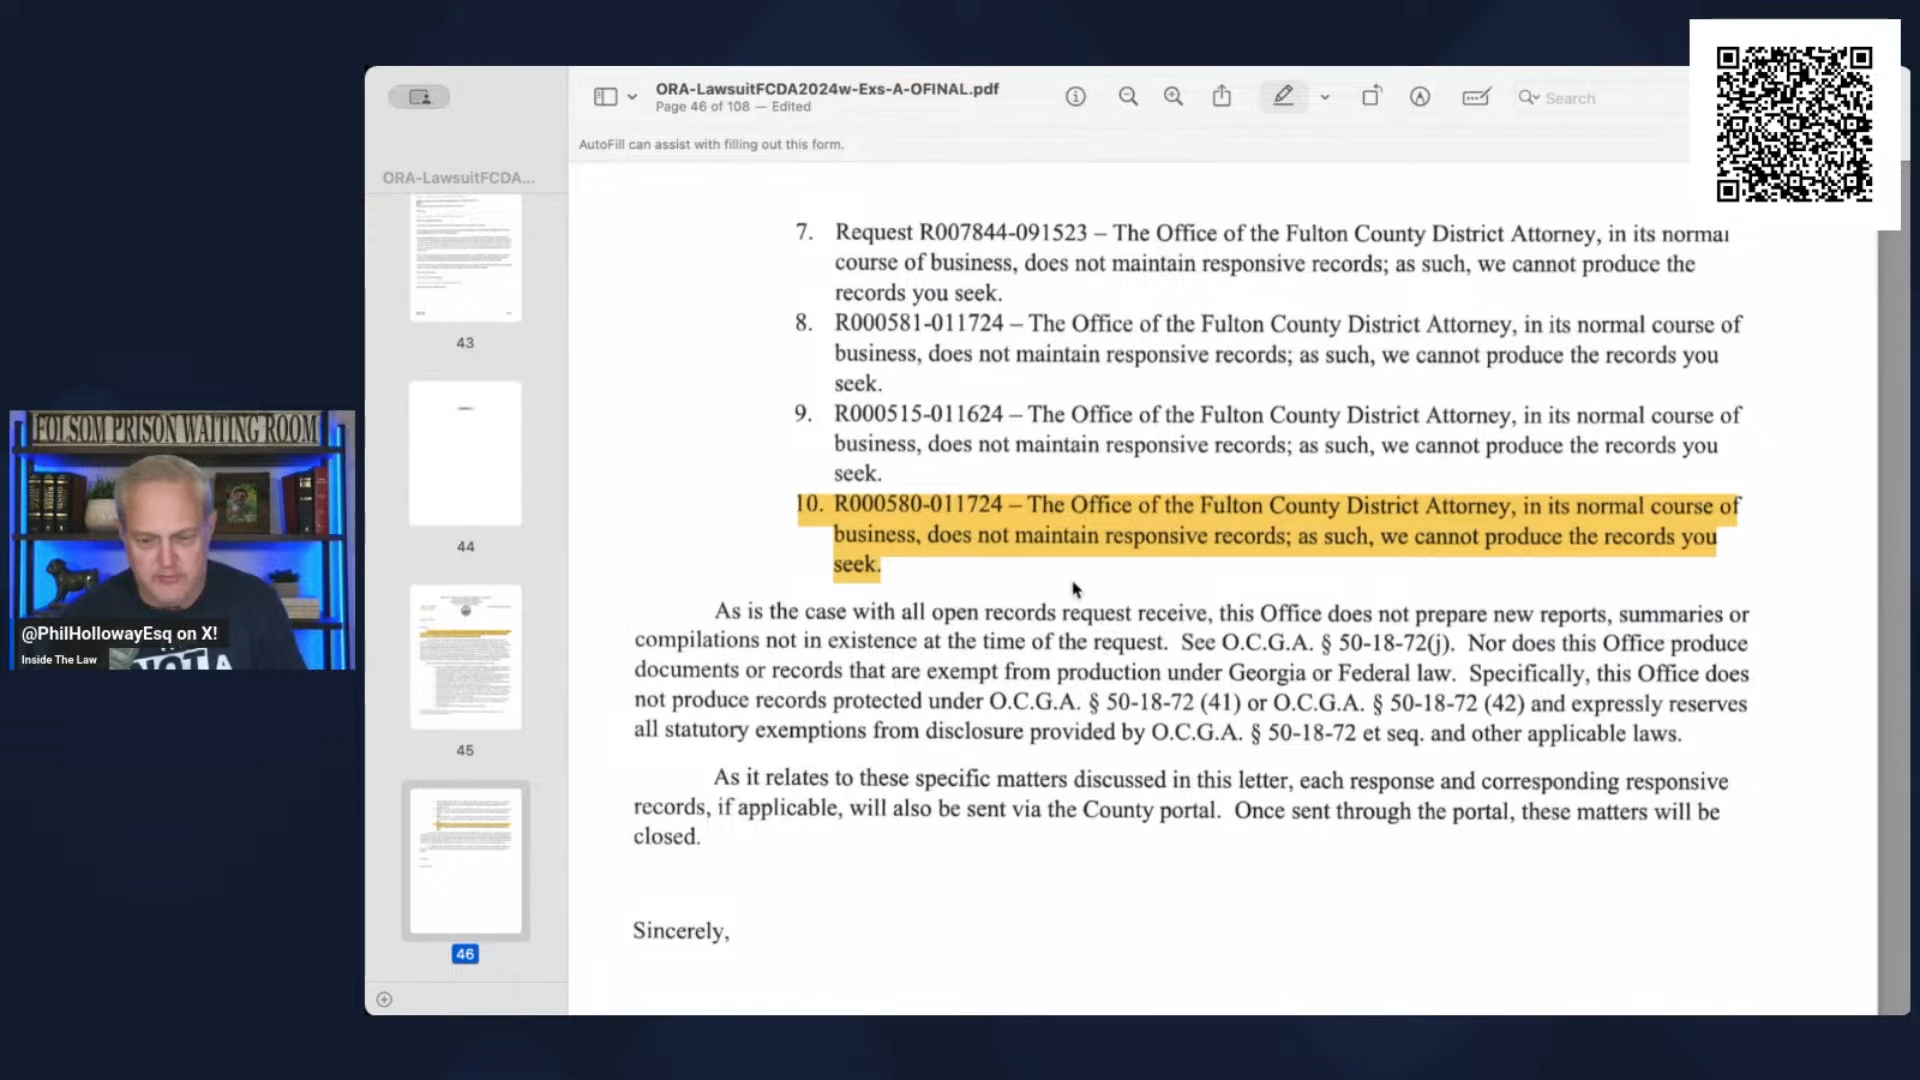 ORA-LawsuitFCDA2024w-Exs-A-OFINAL.pdf
Page 46 of 108 — Edited
Search
AutoFill can assist with filling out this form.
ORA-LawsuitFCDA...
43
44
45
46
7. Request R007844-091523 – The Office of the Fulton County District Attorney, in its normal
course of business, does not maintain responsive records; as such, we cannot produce the
records you seek.
8. R000581-011724 – The Office of the Fulton County District Attorney, in its normal course of
business, does not maintain responsive records; as such, we cannot produce the records you
seek.
9. R000515-011624 – The Office of the Fulton County District Attorney, in its normal course of
business, does not maintain responsive records; as such, we cannot produce the records you
seek.
10. R000580-011724 – The Office of the Fulton County District Attorney, in its normal course of
business, does not maintain responsive records; as such, we cannot produce the records you
seek.
As is the case with all open records request receive, this Office does not prepare new reports, summaries or
compilations not in existence at the time of the request. See O.C.G.A. § 50-18-72(j). Nor does this Office produce
documents or records that are exempt from production under Georgia or Federal law. Specifically, this Office does
not produce records protected under O.C.G.A. § 50-18-72 (41) or O.C.G.A. § 50-18-72 (42) and expressly reserves
all statutory exemptions from disclosure provided by O.C.G.A. § 50-18-72 et seq. and other applicable laws.
As it relates to these specific matters discussed in this letter, each response and corresponding responsive
records, if applicable, will also be sent via the County portal. Once sent through the portal, these matters will be
closed.
Sincerely,
FOLSOM PRISON WAITING ROOM
@PhilHollowayEsq on X!
Inside The Law